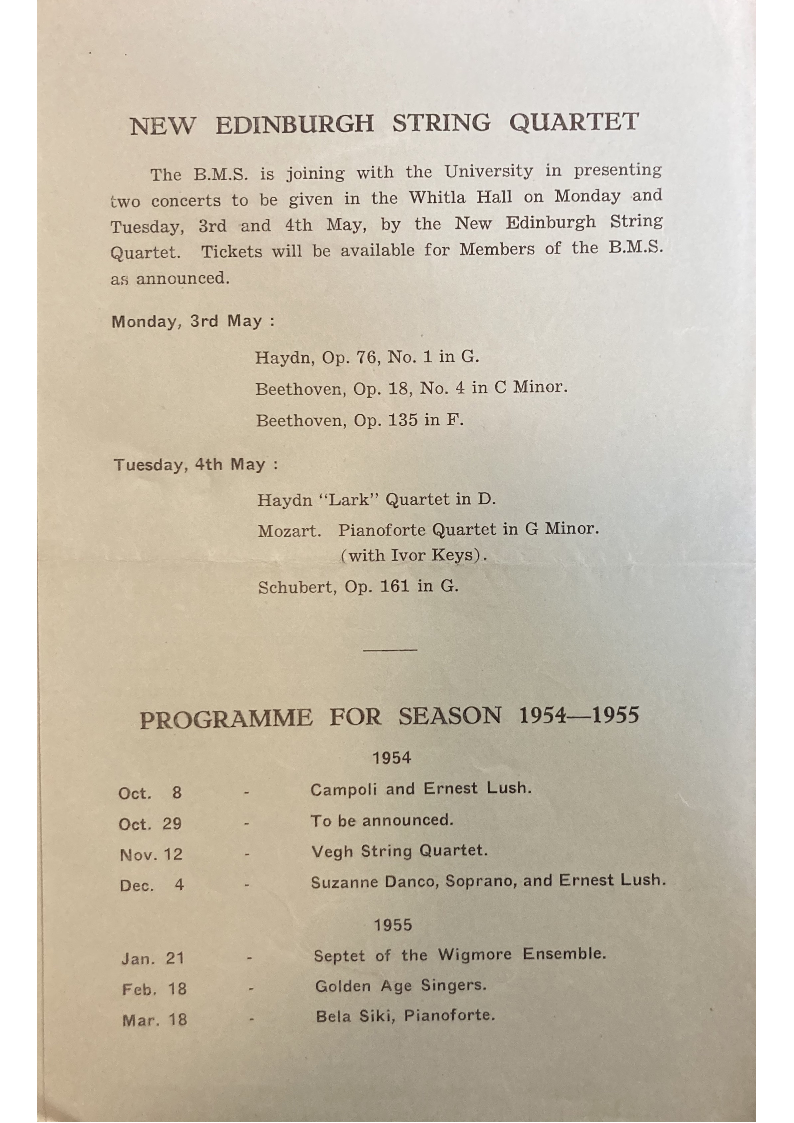 NEW EDINBURGH STRING QUARTET
The B.M.S. is joining with the University in presenting
two concerts to be given in the Whitla Hall on Monday and
Tuesday, 3rd and 4th May, by the New Edinburgh String
Quartet. Tickets will be available for Members of the B.M.S.
as announced.
Monday, 3rd May :
Haydn, Op. 76, No. 1 in G.
Beethoven, Op. 18, No. 4 in C Minor.
Beethoven, Op. 135 in F.
Tuesday, 4th May :
Haydn “Lark” Quartet in D.
Mozart. Pianoforte Quartet in G Minor.
(with Ivor Keys).
Schubert, Op. 161 in G.
PROGRAMME FOR SEASON 1954—1955
1954
Oct. 8 - Campoli and Ernest Lush.
Oct. 29 - To be announced.
Nov. 12 - Vegh String Quartet.
Dec. 4 - Suzanne Danco, Soprano, and Ernest Lush.
1955
Jan. 21 - Septet of the Wigmore Ensemble.
Feb. 18 - Golden Age Singers.
Mar. 18 - Bela Siki, Pianoforte.